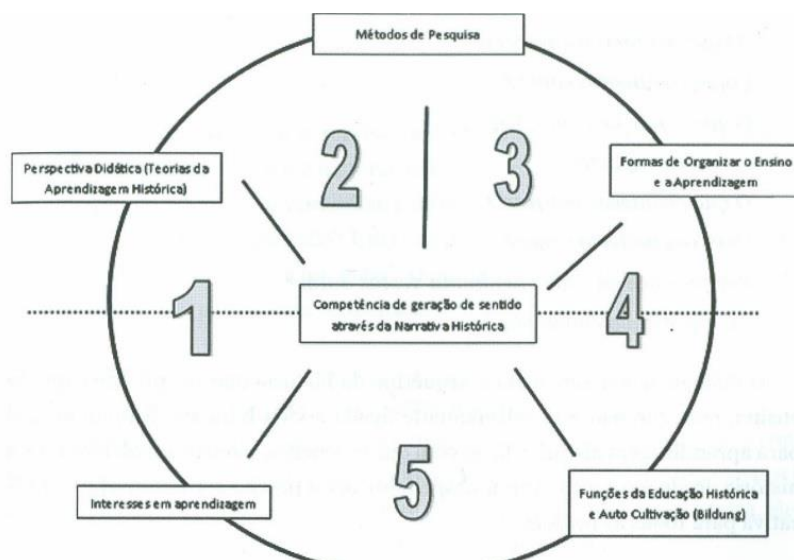 Métodos de Pesquisa
2
3
Perspectiva Didática (Teorias da
Aprendizagem Histórica)
Formas de Organizar o Ensino
e a Aprendizagem
1
Competência de geração de sentido
através da Narrativa Histórica
4
5
Interesses em aprendizagem
Funções da Educação Histórica
e Auto Cultivação (Bildung)